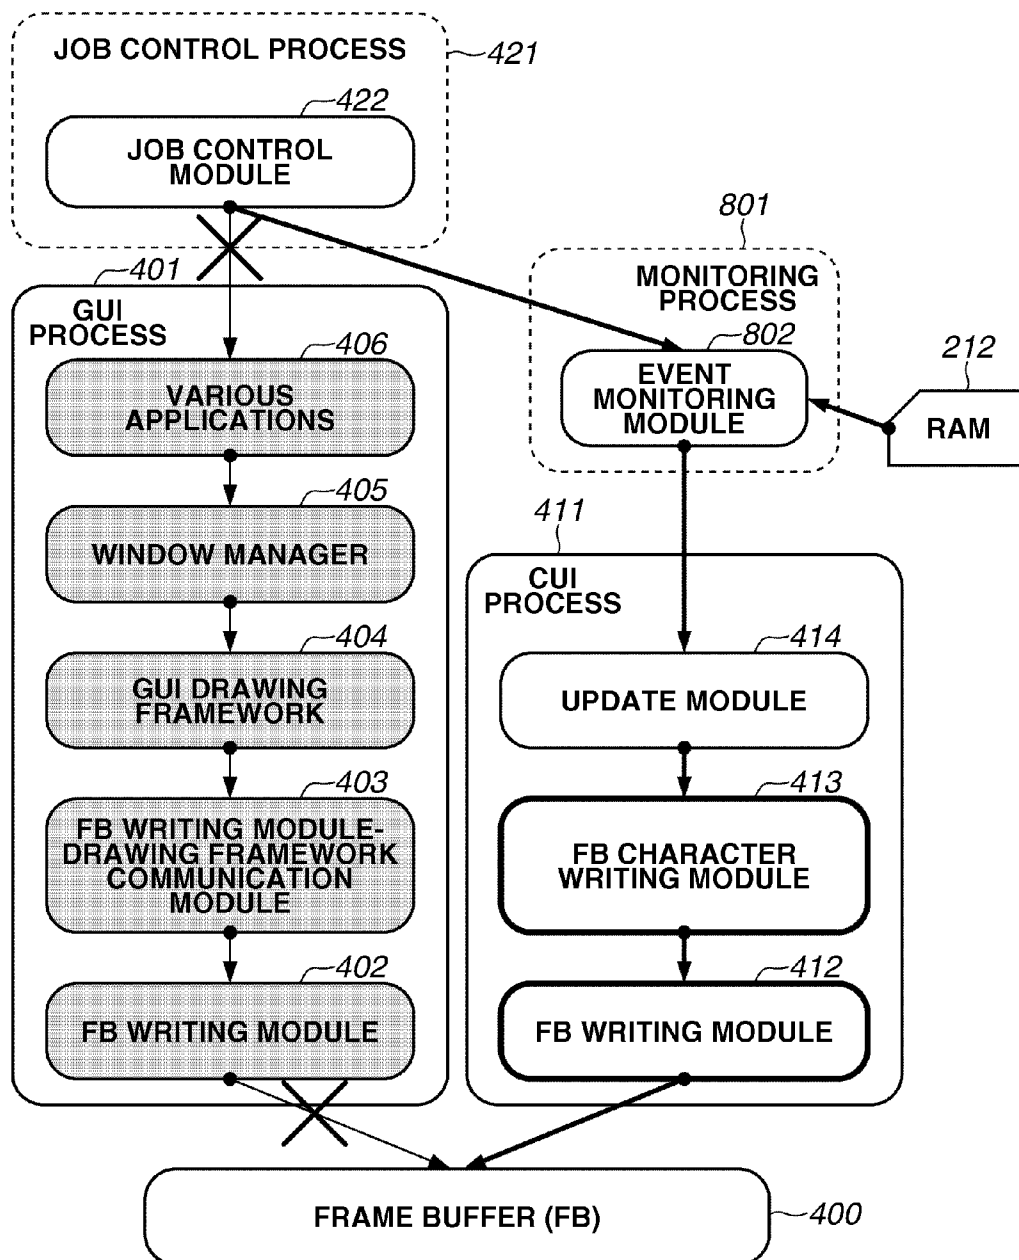 JOB CONTROL PROCESS
421
422
JOB CONTROL
MODULE
801
401
GUI
PROCESS
MONITORING
PROCESS
802
EVENT
MONITORING
MODULE
212
RAM
406
VARIOUS
APPLICATIONS
405
WINDOW MANAGER
411
CUI
PROCESS
404
GUI DRAWING
FRAMEWORK
414
UPDATE MODULE
403
FB WRITING MODULE-
DRAWING FRAMEWORK
COMMUNICATION
MODULE
413
FB CHARACTER
WRITING MODULE
402
FB WRITING MODULE
412
FB WRITING MODULE
FRAME BUFFER (FB)
400